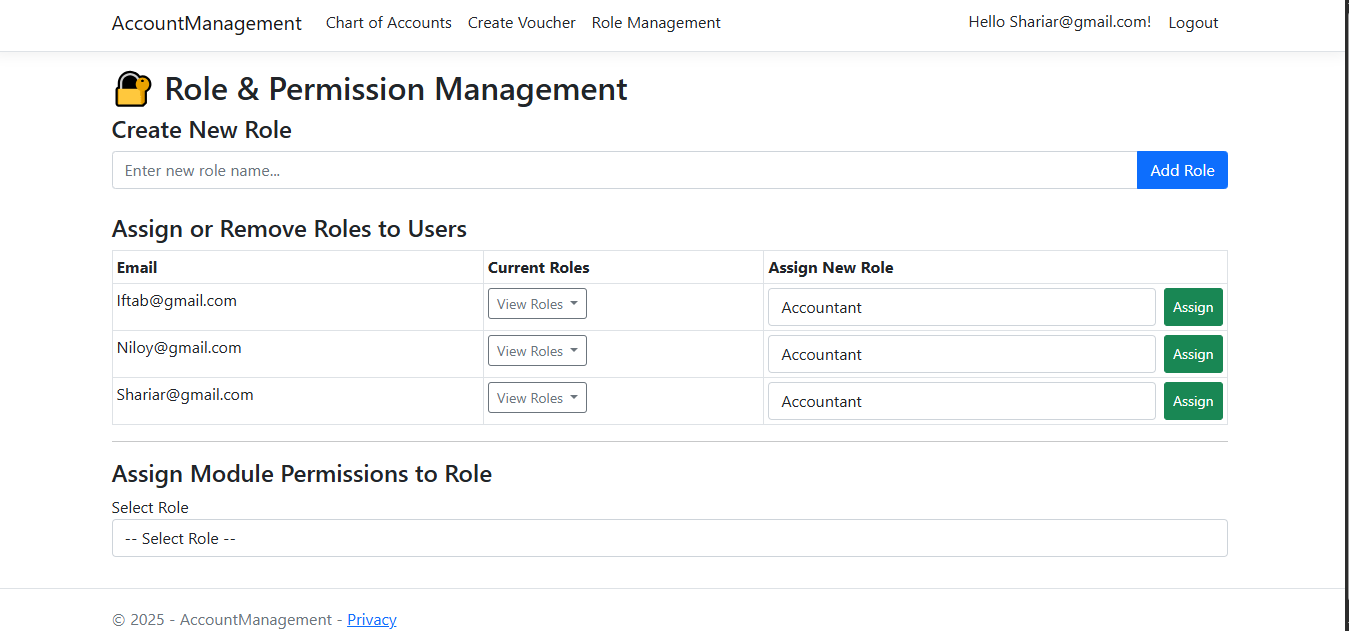 AccountManagement Chart of Accounts Create Voucher Role Management Hello Shariar@gmail.com! Logout
Role & Permission Management
Create New Role
Enter new role name... Add Role
Assign or Remove Roles to Users
Email Current Roles Assign New Role
Iftab@gmail.com View Roles Accountant Assign
Niloy@gmail.com View Roles Accountant Assign
Shariar@gmail.com View Roles Accountant Assign
Assign Module Permissions to Role
Select Role
-- Select Role --
© 2025 - AccountManagement - Privacy